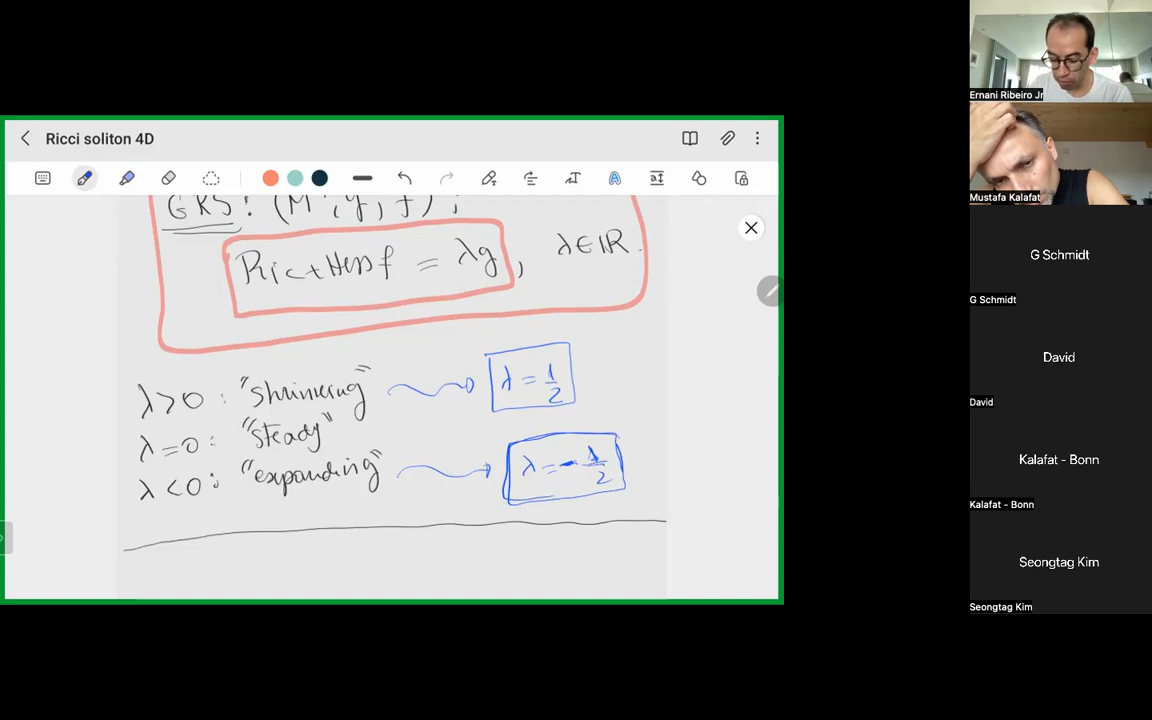 Ricci soliton 4D
GRS: (M⁴, g, f);
Ric+Hess f = λg, λ∈ℝ.
λ>0: "shrinking" → λ = 1/2
λ=0: "steady"
λ<0: "expanding" → λ = -1/2
Ernani Ribeiro Jr
Mustafa Kalafat
G Schmidt
G Schmidt
David
David
Kalafat - Bonn
Kalafat - Bonn
Seongtag Kim
Seongtag Kim